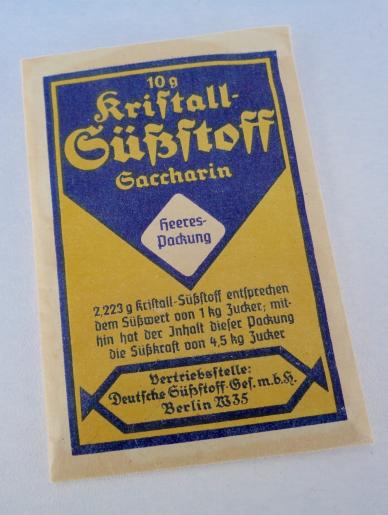 10 g
Kriſtall-
Süßſtoff
Saccharin
Heeres-
Packung
2,223 g Kriſtall-Süßſtoff entſprechen
dem Süßwert von 1 kg Zucker; mit-
hin hat der Inhalt dieſer Packung
die Süßkraft von 4,5 kg Zucker
Vertriebsſtelle:
Deutſche Süßſtoff-Geſ. m. b. H.
Berlin W35